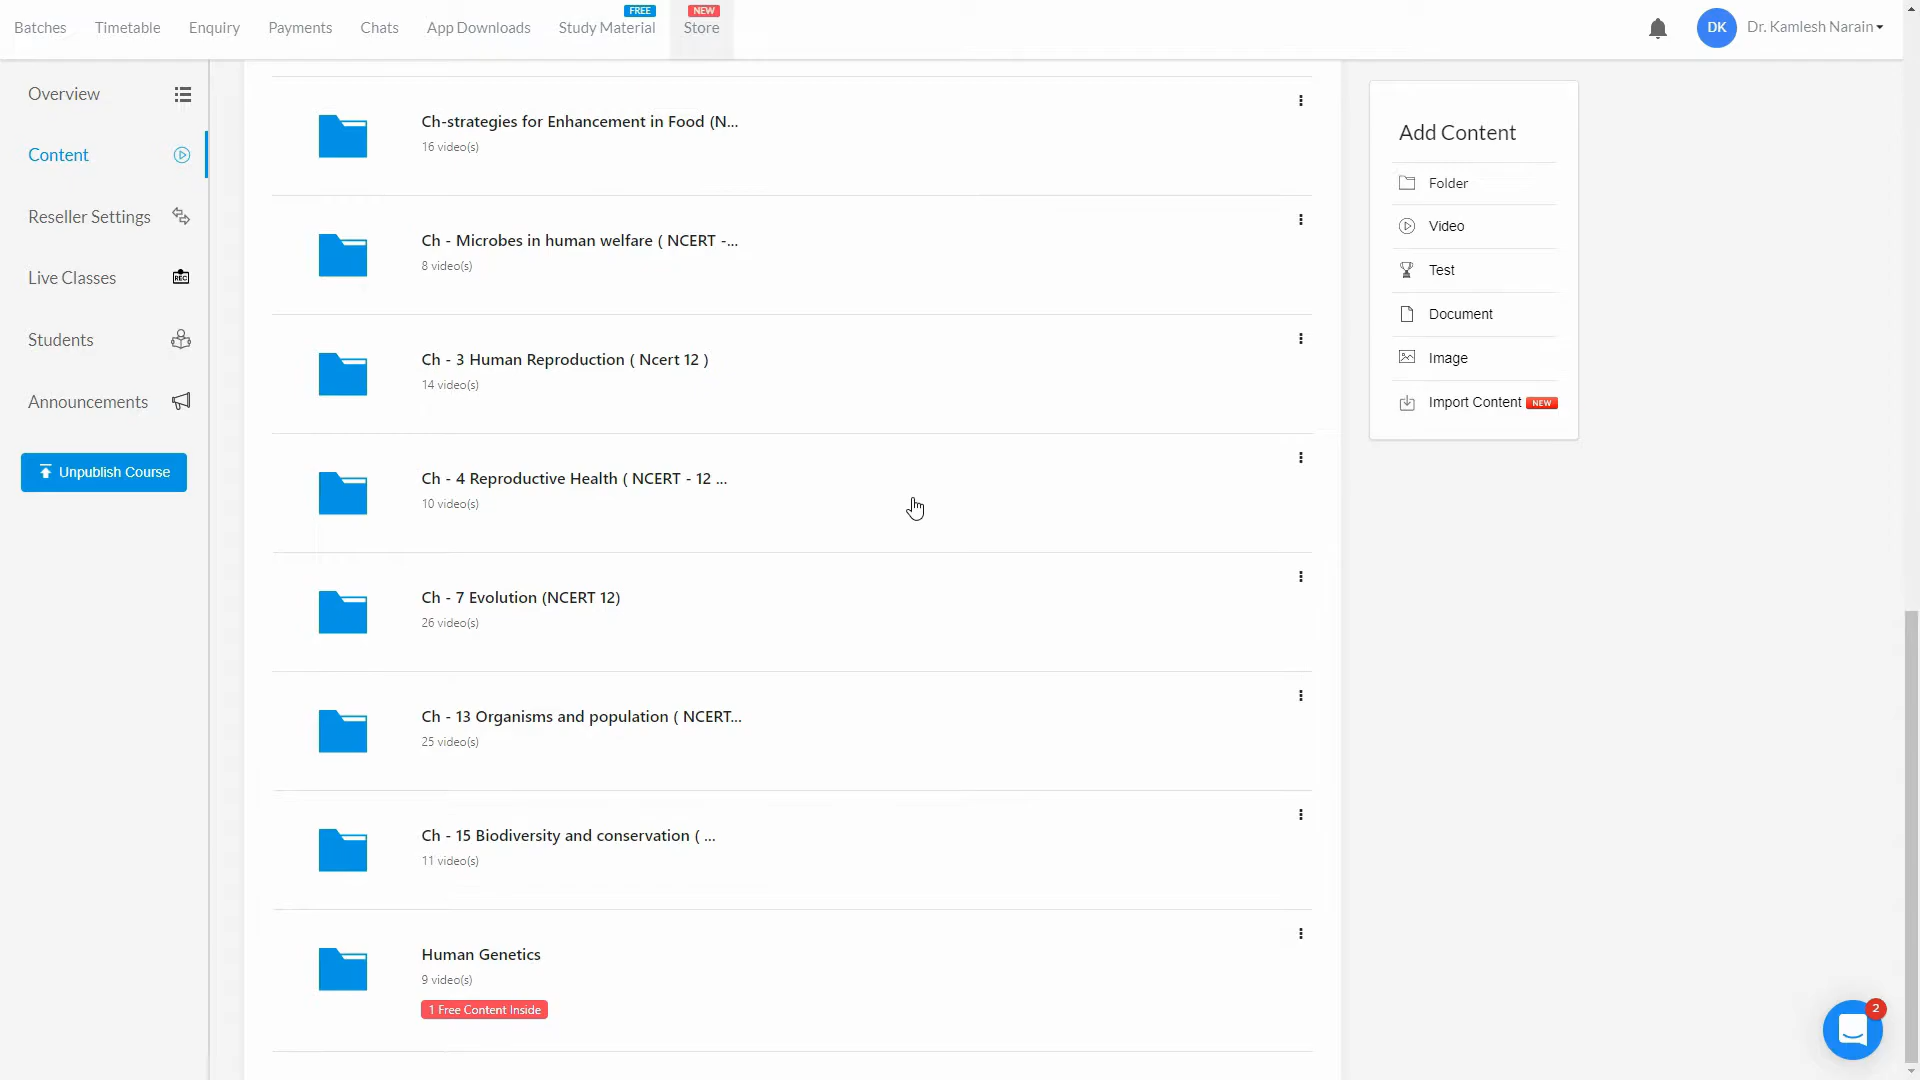 FREE
NEW
Batches Timetable Enquiry Payments Chats App Downloads Study Material Store
DK Dr. Kamlesh Narain
Overview
Content
Reseller Settings
Live Classes
REC
Students
Announcements
Unpublish Course
Ch-strategies for Enhancement in Food (N...
16 video(s)
Ch - Microbes in human welfare ( NCERT -...
8 video(s)
Ch - 3 Human Reproduction ( Ncert 12 )
14 video(s)
Ch - 4 Reproductive Health ( NCERT - 12 ...
10 video(s)
Ch - 7 Evolution (NCERT 12)
26 video(s)
Ch - 13 Organisms and population ( NCERT...
25 video(s)
Ch - 15 Biodiversity and conservation ( ...
11 video(s)
Human Genetics
9 video(s)
1 Free Content Inside
Add Content
Folder
Video
Test
Document
Image
Import Content NEW
2